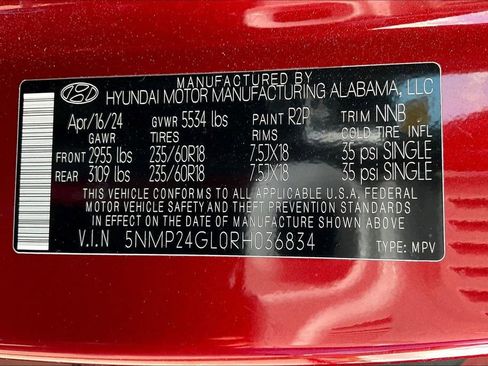 MANUFACTURED BY
HYUNDAI MOTOR MANUFACTURING ALABAMA, LLC
Apr/16/24 GVWR 5534 lbs PAINT R2P TRIM NNB
GAWR TIRES RIMS COLD TIRE INFL
FRONT 2955 lbs 235/60R18 7.5JX18 35 psi SINGLE
REAR 3109 lbs 235/60R18 7.5JX18 35 psi SINGLE
THIS VEHICLE CONFORMS TO ALL APPLICABLE U.S.A. FEDERAL
MOTOR VEHICLE SAFETY AND THEFT PREVENTION STANDARDS
IN EFFECT ON THE DATE OF MANUFACTURE SHOWN ABOVE.
V.I.N 5NMP24GL0RH036834 TYPE: MPV